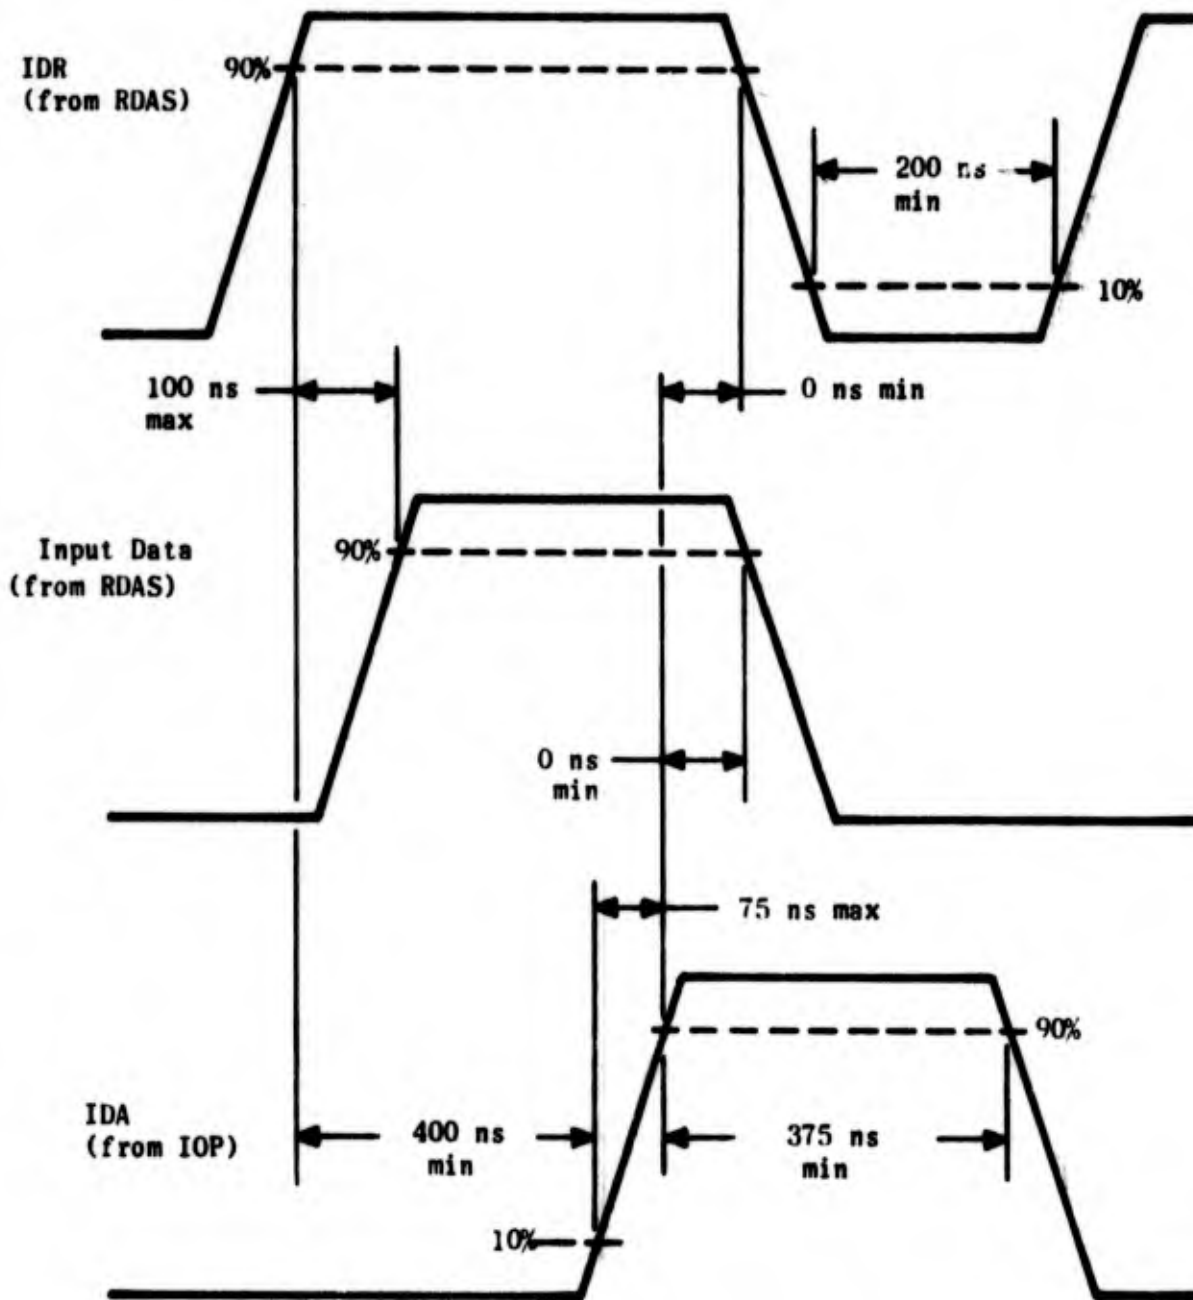 IDR
(from RDAS)
90%
200 ns
min
10%
100 ns
max
0 ns min
Input Data
(from RDAS)
90%
0 ns
min
75 ns max
90%
IDA
(from IOP)
400 ns
min
375 ns
min
10%